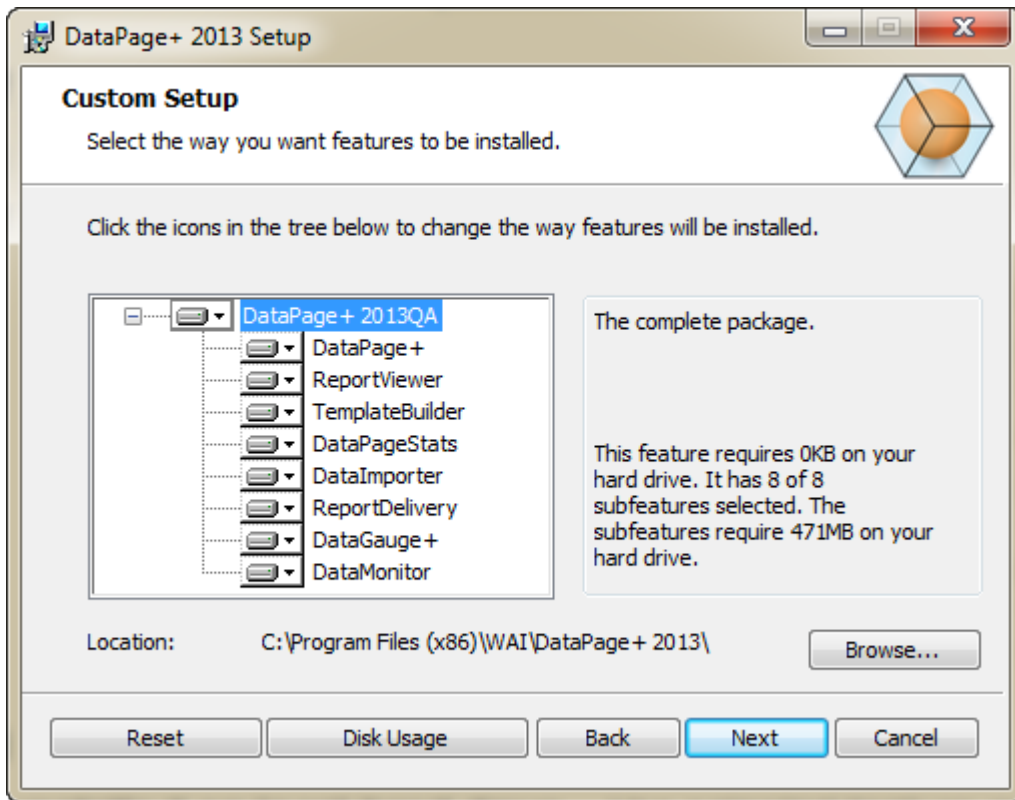 DataPage+ 2013 Setup
Custom Setup
Select the way you want features to be installed.
Click the icons in the tree below to change the way features will be installed.
DataPage+ 2013QA
DataPage+
ReportViewer
TemplateBuilder
DataPageStats
DataImporter
ReportDelivery
DataGauge+
DataMonitor
The complete package.
This feature requires 0KB on your
hard drive. It has 8 of 8
subfeatures selected. The
subfeatures require 471MB on your
hard drive.
Location: C:\Program Files (x86)\WAI\DataPage+ 2013\
Browse...
Reset Disk Usage Back Next Cancel